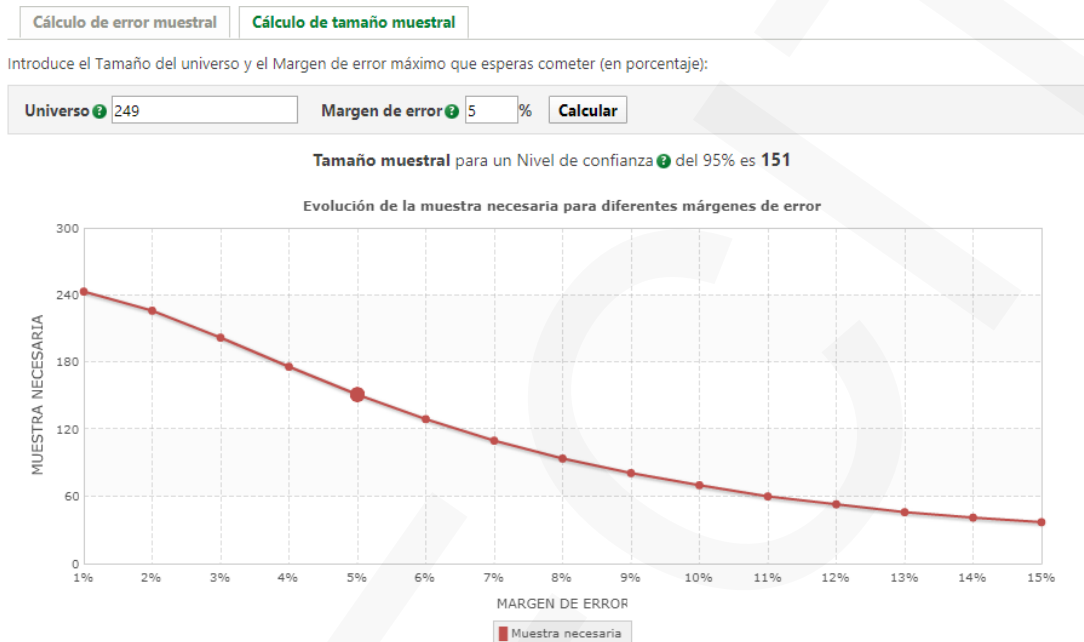 Cálculo de error muestral Cálculo de tamaño muestral
Introduce el Tamaño del universo y el Margen de error máximo que esperas cometer (en porcentaje):
Universo ? 249 Margen de error ? 5 % Calcular
Tamaño muestral para un Nivel de confianza ? del 95% es 151
Evolución de la muestra necesaria para diferentes márgenes de error
300
240
180
120
60
0
MUESTRA NECESARIA
1% 2% 3% 4% 5% 6% 7% 8% 9% 10% 11% 12% 13% 14% 15%
MARGEN DE ERROR
Muestra necesaria